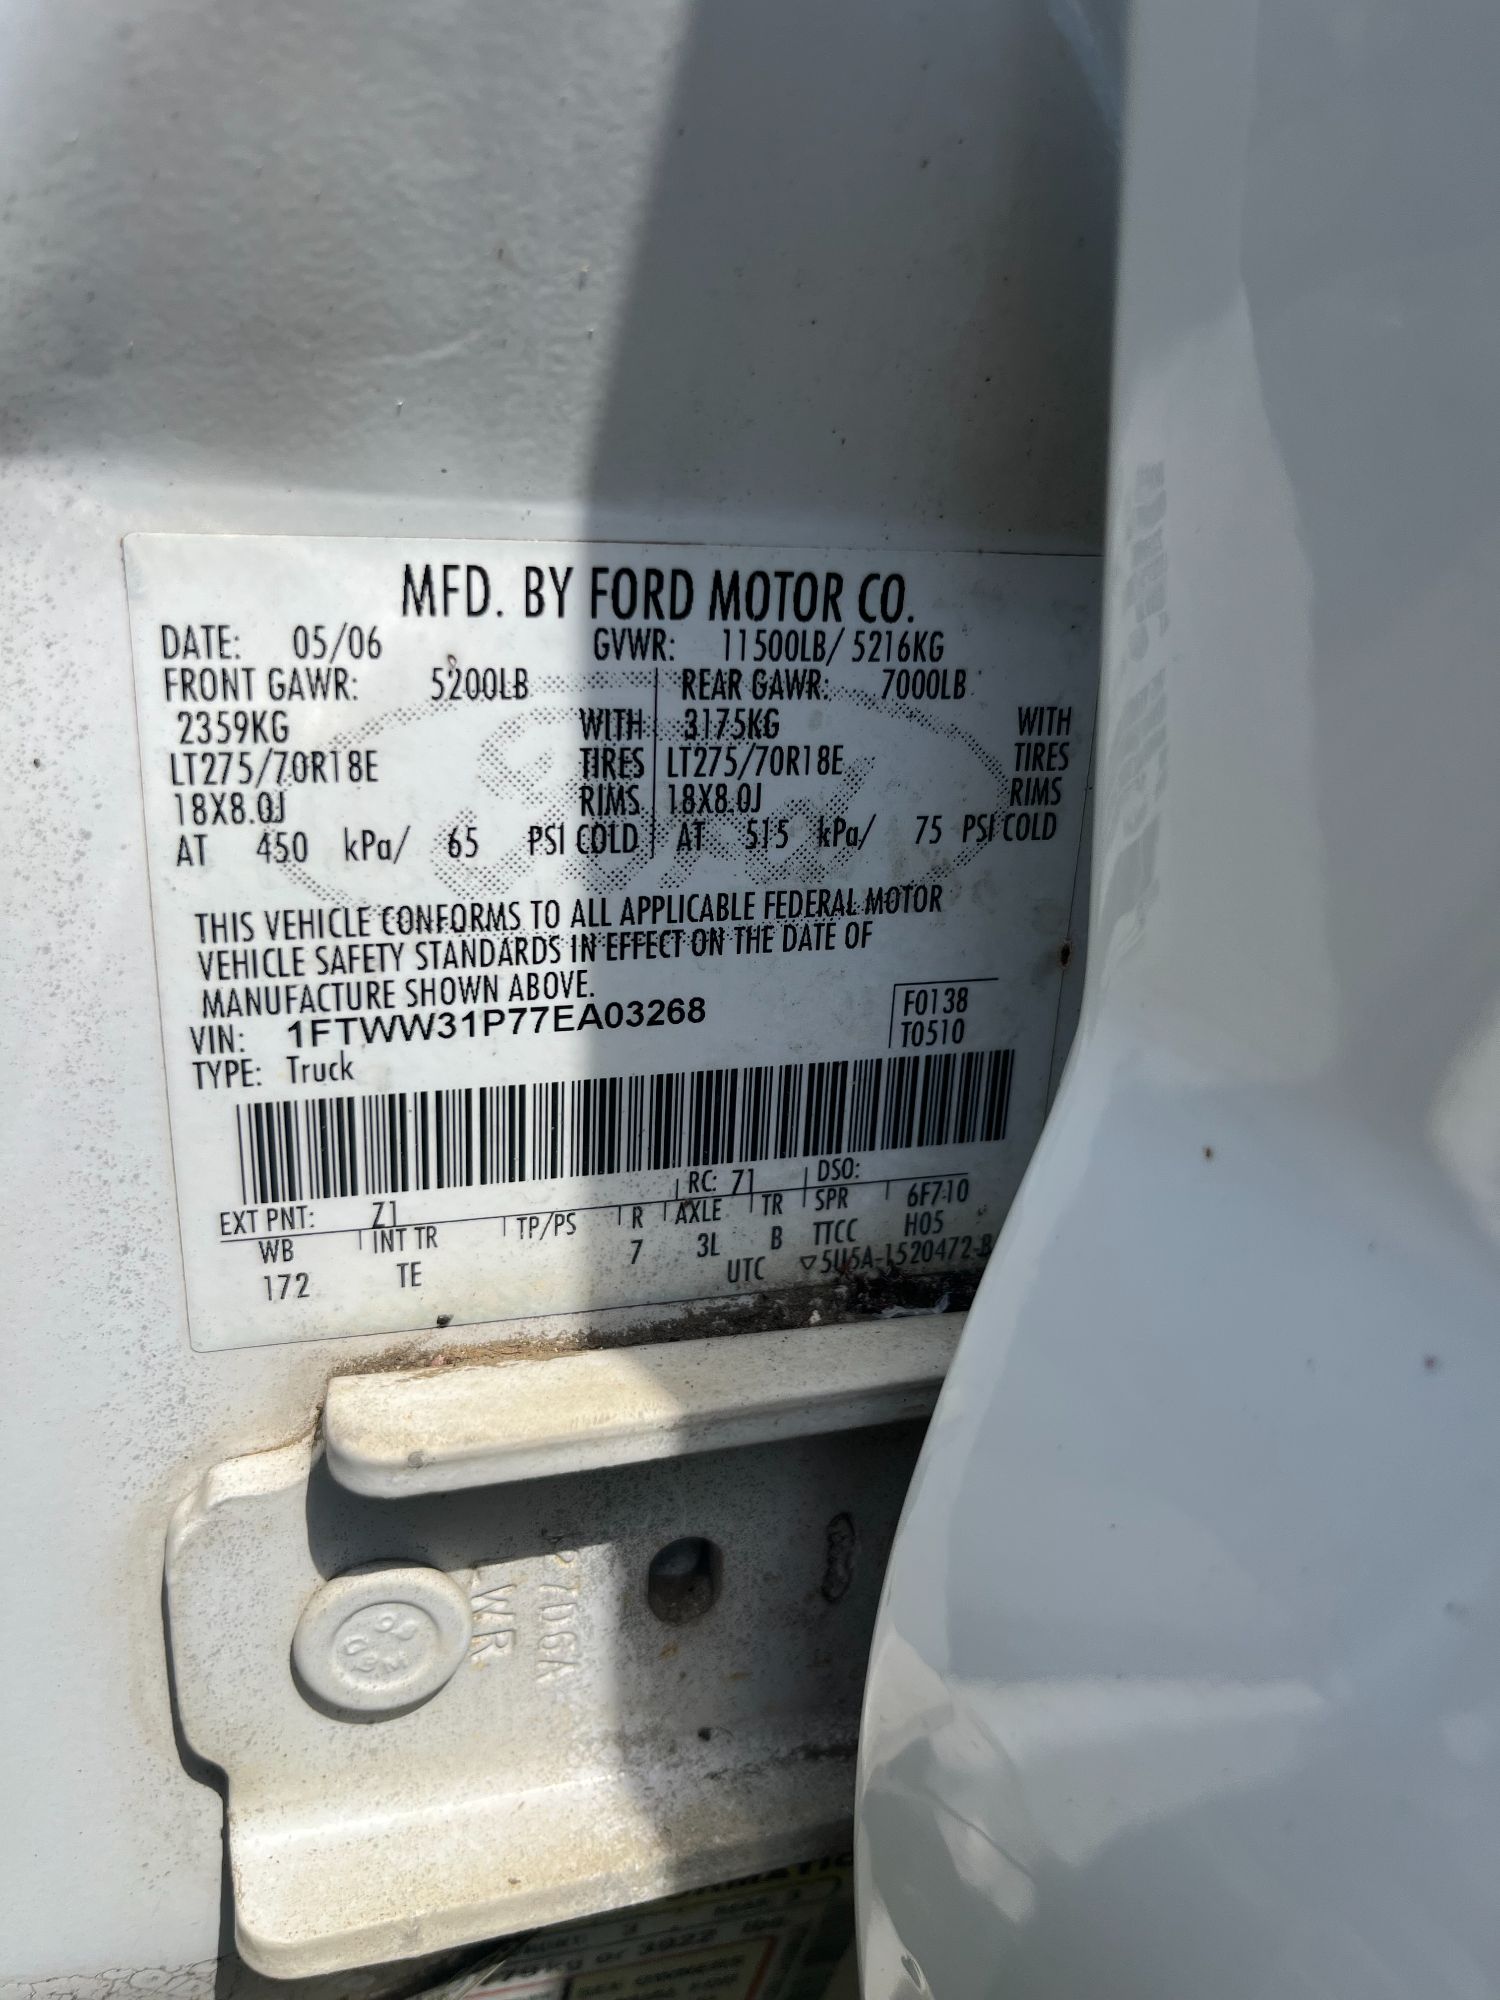 MFD. BY FORD MOTOR CO.
DATE: 05/06 GVWR: 11500LB/ 5216KG
FRONT GAWR: 5200LB REAR GAWR: 7000LB
2359KG WITH 3175KG WITH
LT275/70R18E TIRES LT275/70R18E TIRES
18X8.0J RIMS 18X8.0J RIMS
AT 450 kPa/ 65 PSI COLD AT 515 kPa/ 75 PSI COLD
THIS VEHICLE CONFORMS TO ALL APPLICABLE FEDERAL MOTOR
VEHICLE SAFETY STANDARDS IN EFFECT ON THE DATE OF
MANUFACTURE SHOWN ABOVE.
F0138
VIN: 1FTWW31P77EA03268
T0510
TYPE: Truck
RC: 71 DSO:
EXT PNT: Z1
WB INT TR TP/PS R AXLE TR SPR 6F710
172 TE 7 3L B TTCC H05
UTC ▽5U5A-1520472-B
WR
2706A